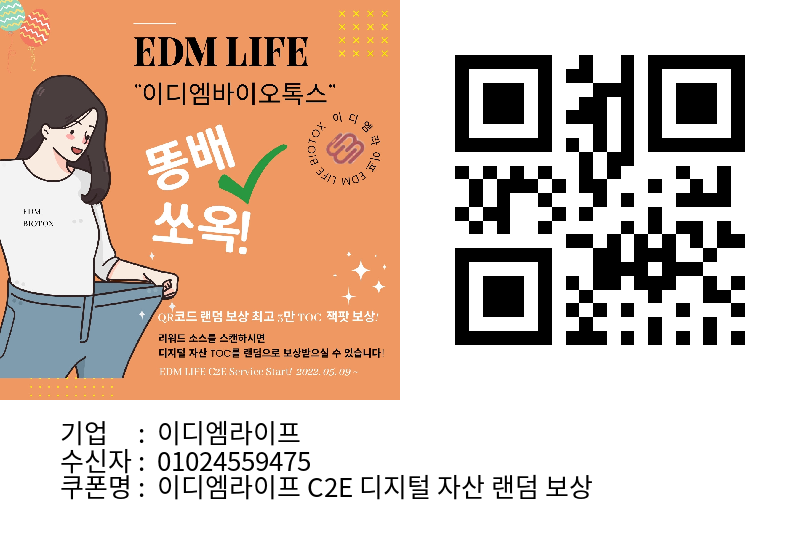 EDM LIFE
"이디엠바이오톡스"
이디엠라이프 EDM LIFE BIOTOX
똥배
쏘옥!
EDM
BIOTOX
QR코드 랜덤 보상 최고 5만 TOC 잭팟 보상!
리워드 소스를 스캔하시면
디지털 자산 TOC를 랜덤으로 보상받으실 수 있습니다!
EDM LIFE C2E Service Start! 2022. 05. 09 ~
기업 : 이디엠라이프
수신자 : 01024559475
쿠폰명 : 이디엠라이프 C2E 디지털 자산 랜덤 보상